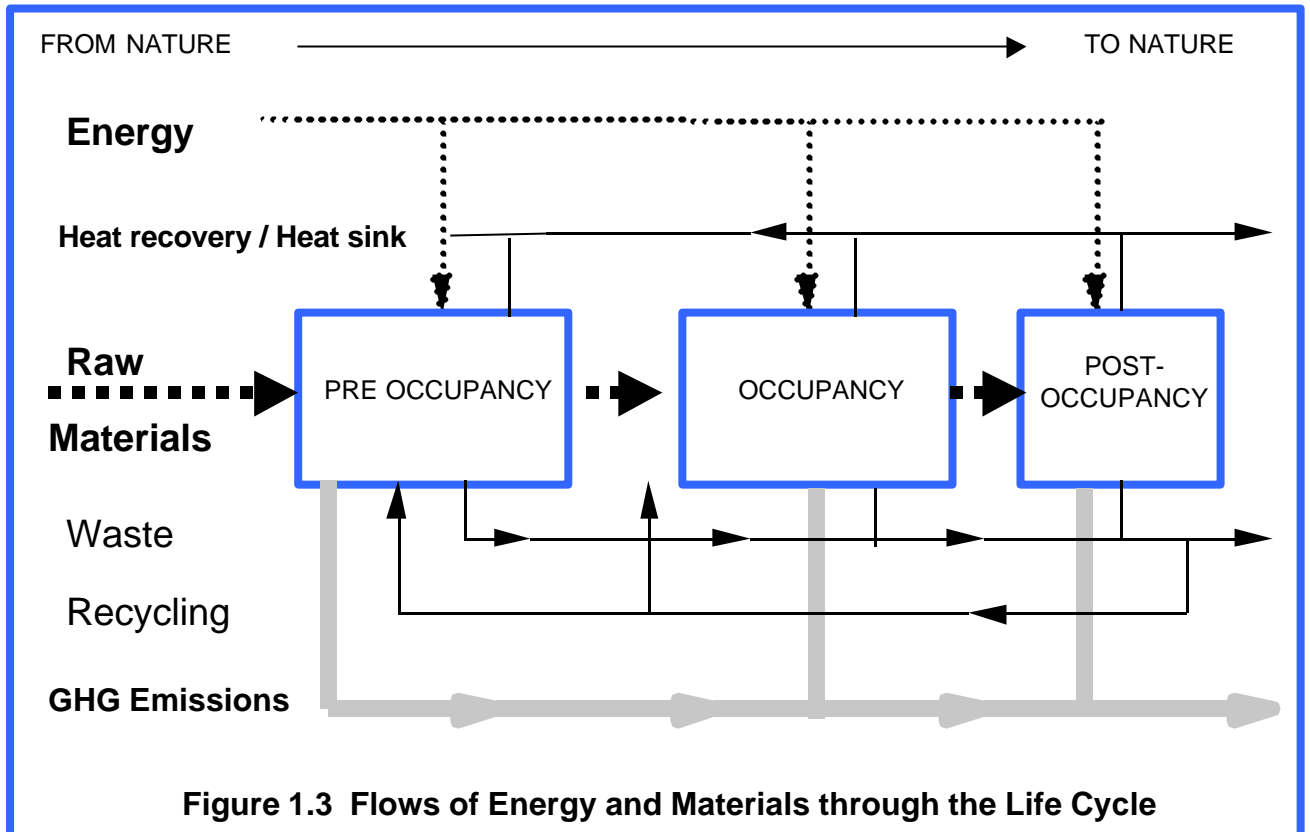 FROM NATURE
TO NATURE
Energy
Heat recovery / Heat sink
Raw
Materials
PRE OCCUPANCY
OCCUPANCY
POST-
OCCUPANCY
Waste
Recycling
GHG Emissions
Figure 1.3 Flows of Energy and Materials through the Life Cycle